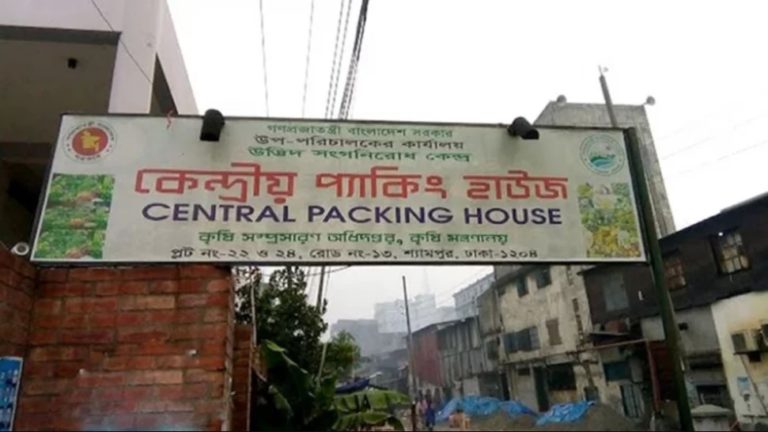 গণপ্রজাতন্ত্রী বাংলাদেশ সরকার
উপ-পরিচালকের কার্যালয়
উদ্ভিদ সংগনিরোধ কেন্দ্র
কেন্দ্রীয় প্যাকিং হাউজ
CENTRAL PACKING HOUSE
কৃষি সম্প্রসারণ অধিদপ্তর, কৃষি মন্ত্রণালয়
প্লট নং-২২ ও ২৪, রোড নং-১৩, শ্যামপুর, ঢাকা-১২০৪